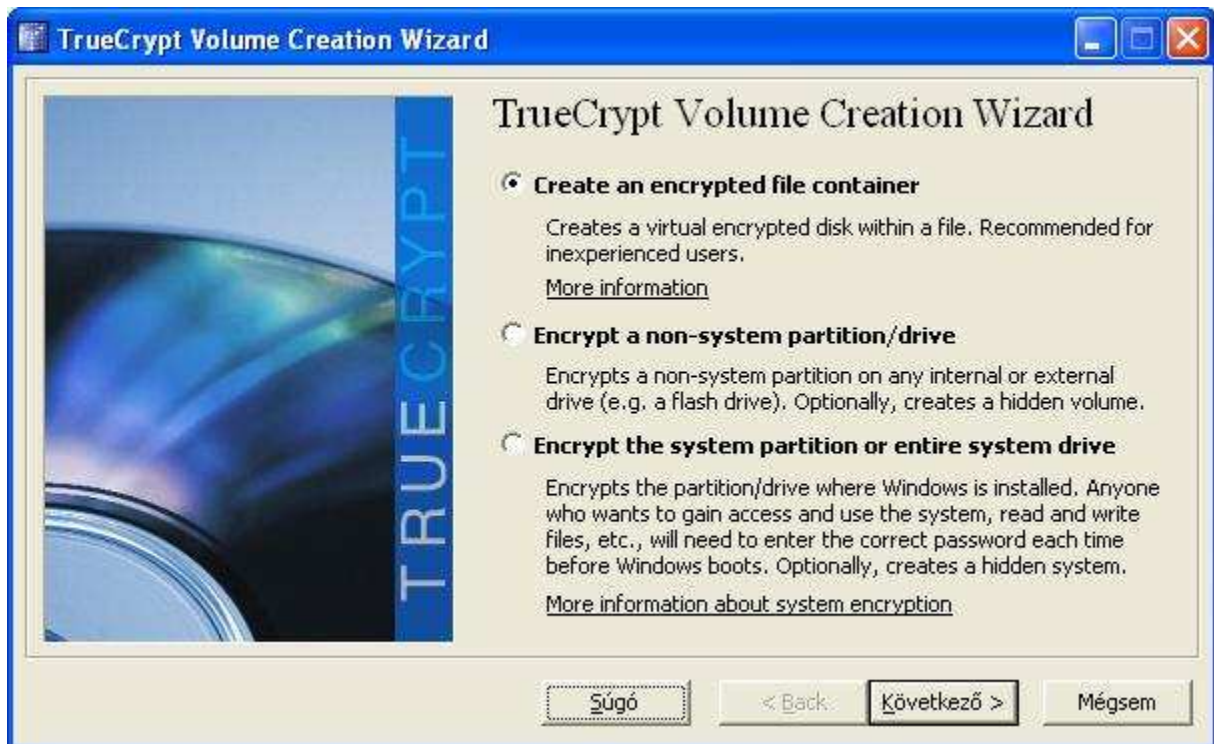 TrueCrypt Volume Creation Wizard
TRUECRYPT
TrueCrypt Volume Creation Wizard
Create an encrypted file container
Creates a virtual encrypted disk within a file. Recommended for
inexperienced users.
More information
Encrypt a non-system partition/drive
Encrypts a non-system partition on any internal or external
drive (e.g. a flash drive). Optionally, creates a hidden volume.
Encrypt the system partition or entire system drive
Encrypts the partition/drive where Windows is installed. Anyone
who wants to gain access and use the system, read and write
files, etc., will need to enter the correct password each time
before Windows boots. Optionally, creates a hidden system.
More information about system encryption
Súgó
< Back
Következő >
Mégsem